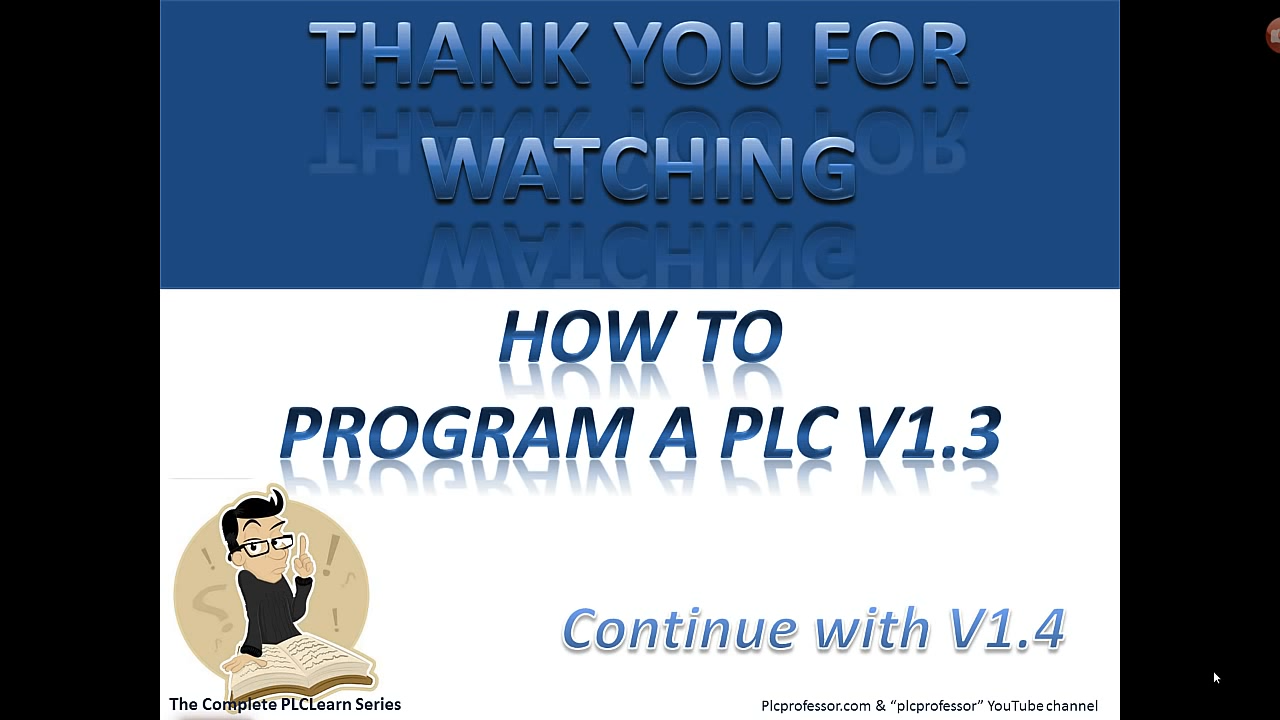 THANK YOU FOR
WATCHING
HOW TO
PROGRAM A PLC V1.3
Continue with V1.4
The Complete PLCLearn Series
Plcprofessor.com & “plcprofessor” YouTube channel